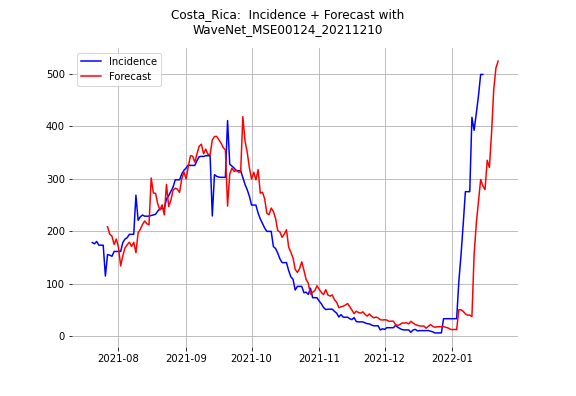 Costa_Rica:  Incidence + Forecast with
WaveNet_MSE00124_20211210
Incidence
Forecast
500
400
300
200
100
0
2021-08 2021-09 2021-10 2021-11 2021-12 2022-01